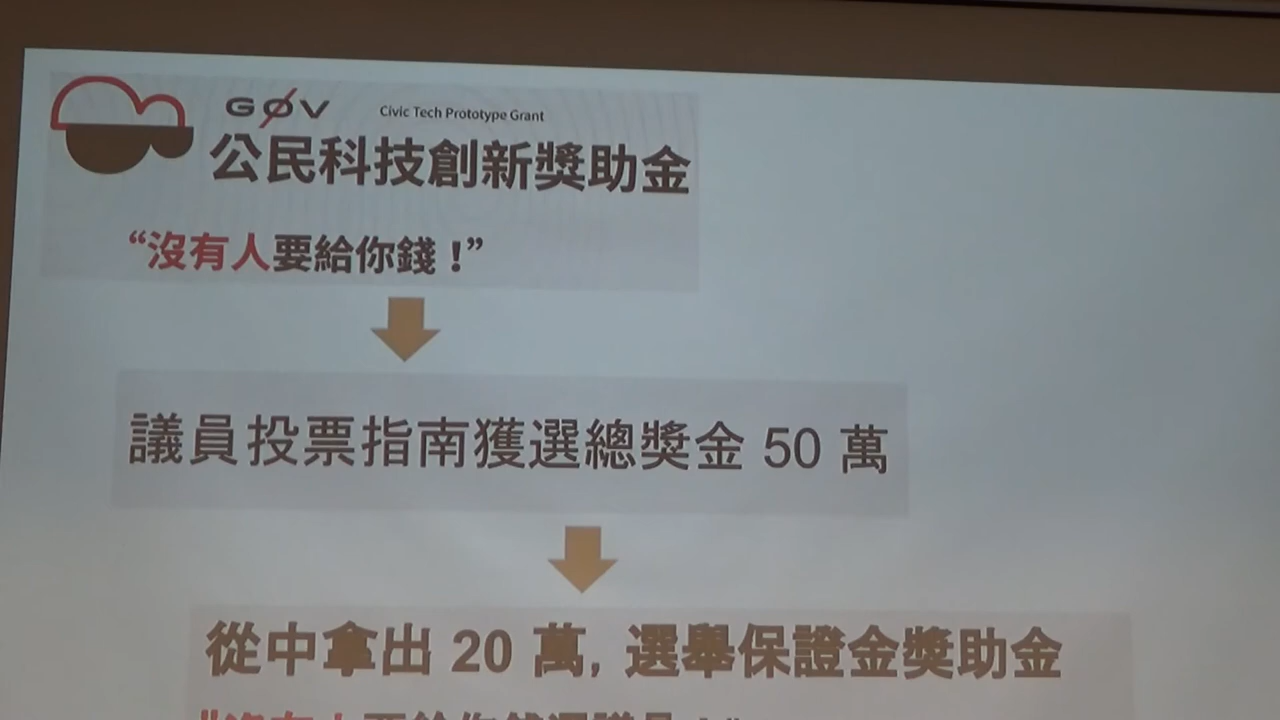 GØV
Civic Tech Prototype Grant
公民科技創新獎助金
“沒有人要給你錢！”
議員投票指南獲選總獎金 50 萬
從中拿出 20 萬, 選舉保證金獎助金